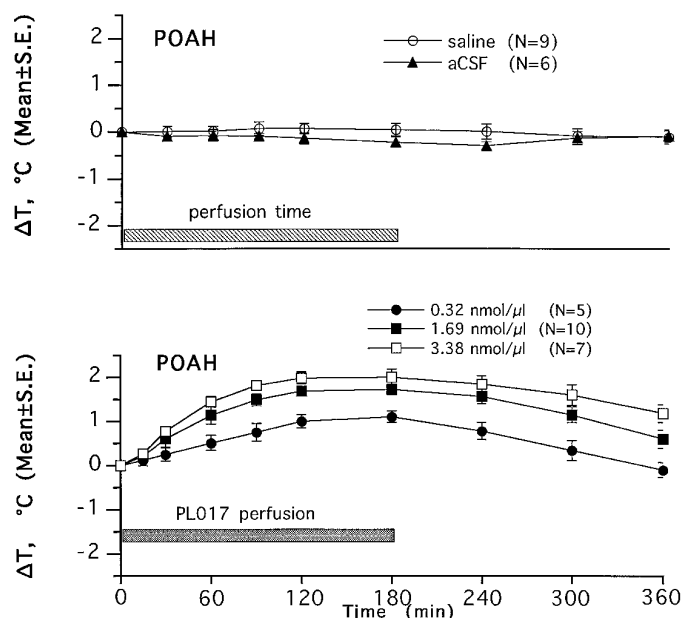 POAH
saline (N=9)
aCSF (N=6)
ΔT, °C (Mean±S.E.)
2
1
0
-1
-2
perfusion time
0.32 nmol/µl (N=5)
1.69 nmol/µl (N=10)
3.38 nmol/µl (N=7)
POAH
ΔT, °C (Mean±S.E.)
2
1
0
-1
-2
PL017 perfusion
0 60 120 180 240 300 360
Time (min)